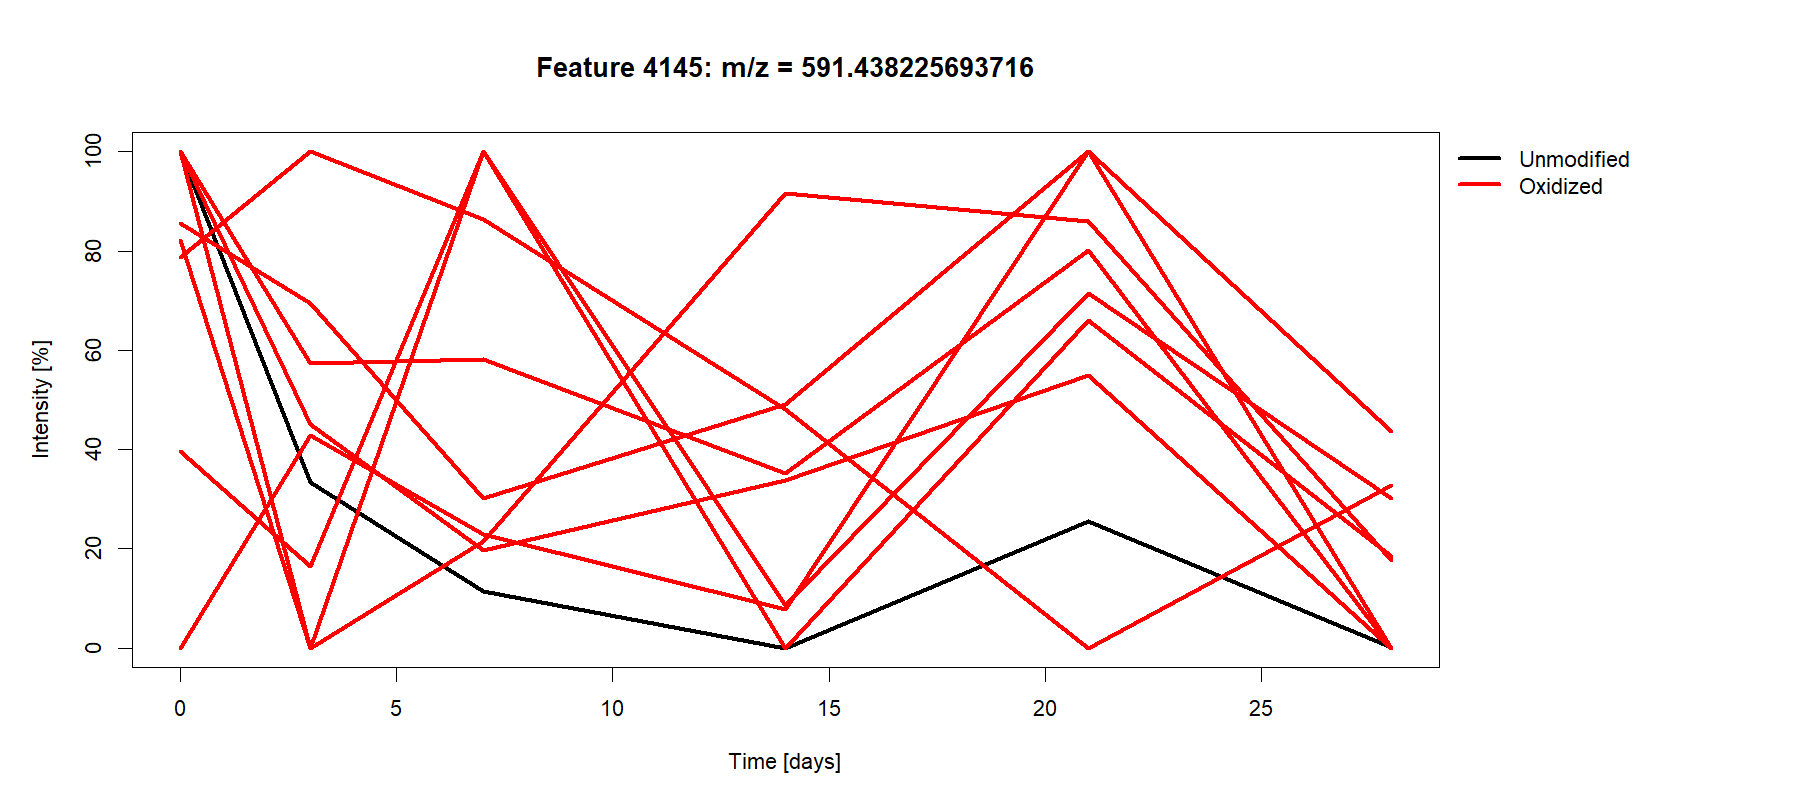 Feature 4145: m/z = 591.438225693716
Unmodified
Oxidized
Intensity [%]
100
80
60
40
20
0
0 5 10 15 20 25
Time [days]